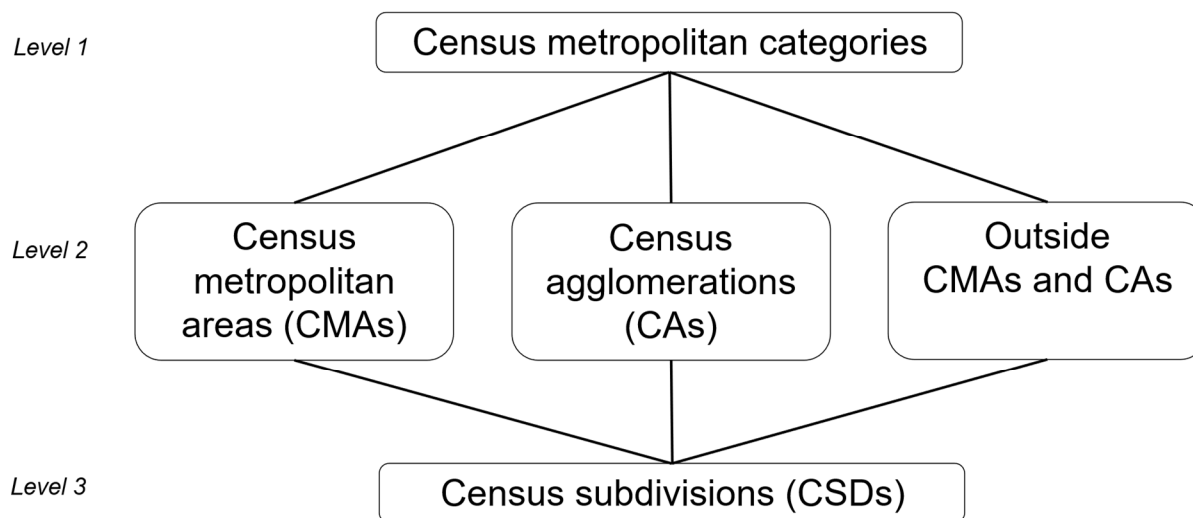 Level 1
Census metropolitan categories
Level 2
Census
metropolitan
areas (CMAs)
Census
agglomerations
(CAs)
Outside
CMAs and CAs
Level 3
Census subdivisions (CSDs)